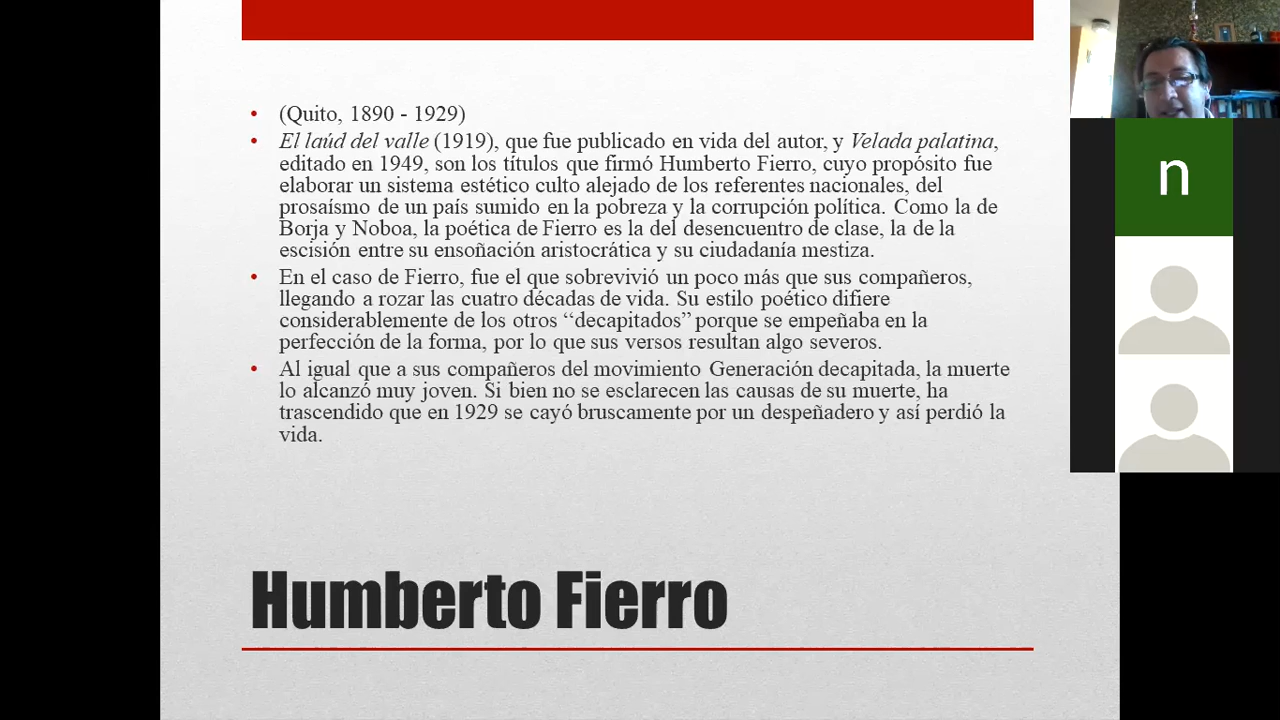 (Quito, 1890 - 1929)
El laúd del valle (1919), que fue publicado en vida del autor, y Velada palatina,
editado en 1949, son los títulos que firmó Humberto Fierro, cuyo propósito fue
elaborar un sistema estético culto alejado de los referentes nacionales, del
prosaísmo de un país sumido en la pobreza y la corrupción política. Como la de
Borja y Noboa, la poética de Fierro es la del desencuentro de clase, la de la
escisión entre su ensoñación aristocrática y su ciudadanía mestiza.
En el caso de Fierro, fue el que sobrevivió un poco más que sus compañeros,
llegando a rozar las cuatro décadas de vida. Su estilo poético difiere
considerablemente de los otros “decapitados” porque se empeñaba en la
perfección de la forma, por lo que sus versos resultan algo severos.
Al igual que a sus compañeros del movimiento Generación decapitada, la muerte
lo alcanzó muy joven. Si bien no se esclarecen las causas de su muerte, ha
trascendido que en 1929 se cayó bruscamente por un despeñadero y así perdió la
vida.
Humberto Fierro
n